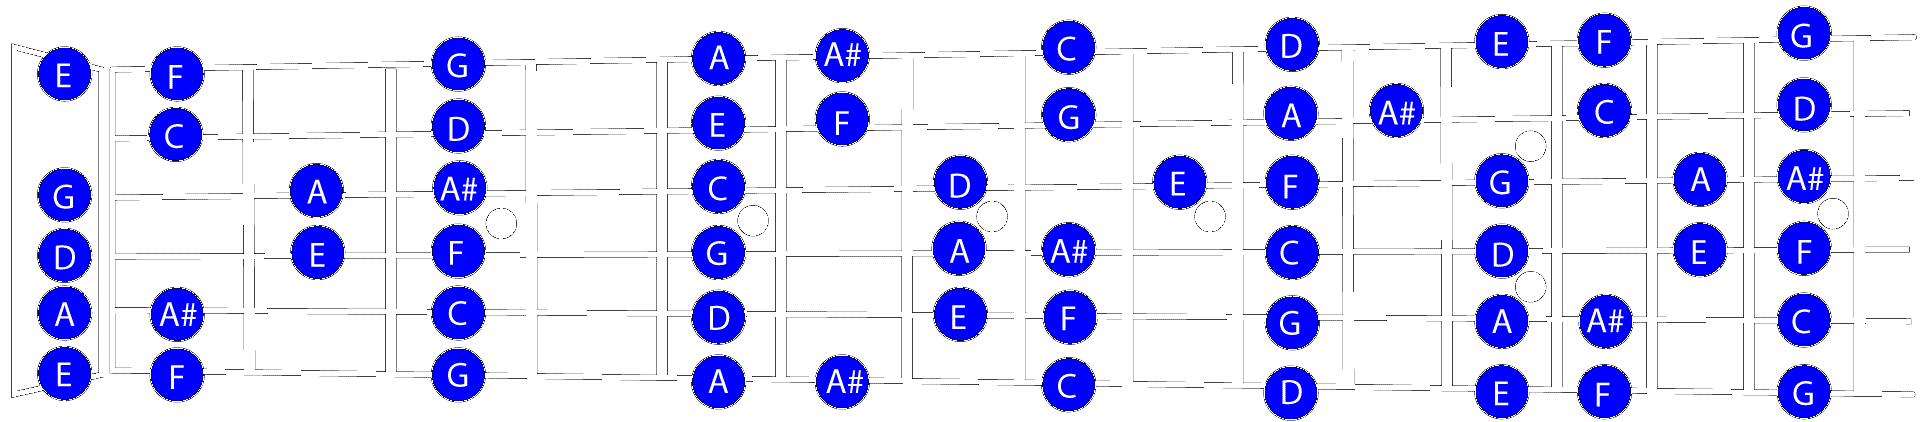 E F G A A# C D E F G
C D E F G A A# C D
G A A# C D E F G A A#
D E F G A A# C D E F
A A# C D E F G A A# C
E F G A A# C D E F G